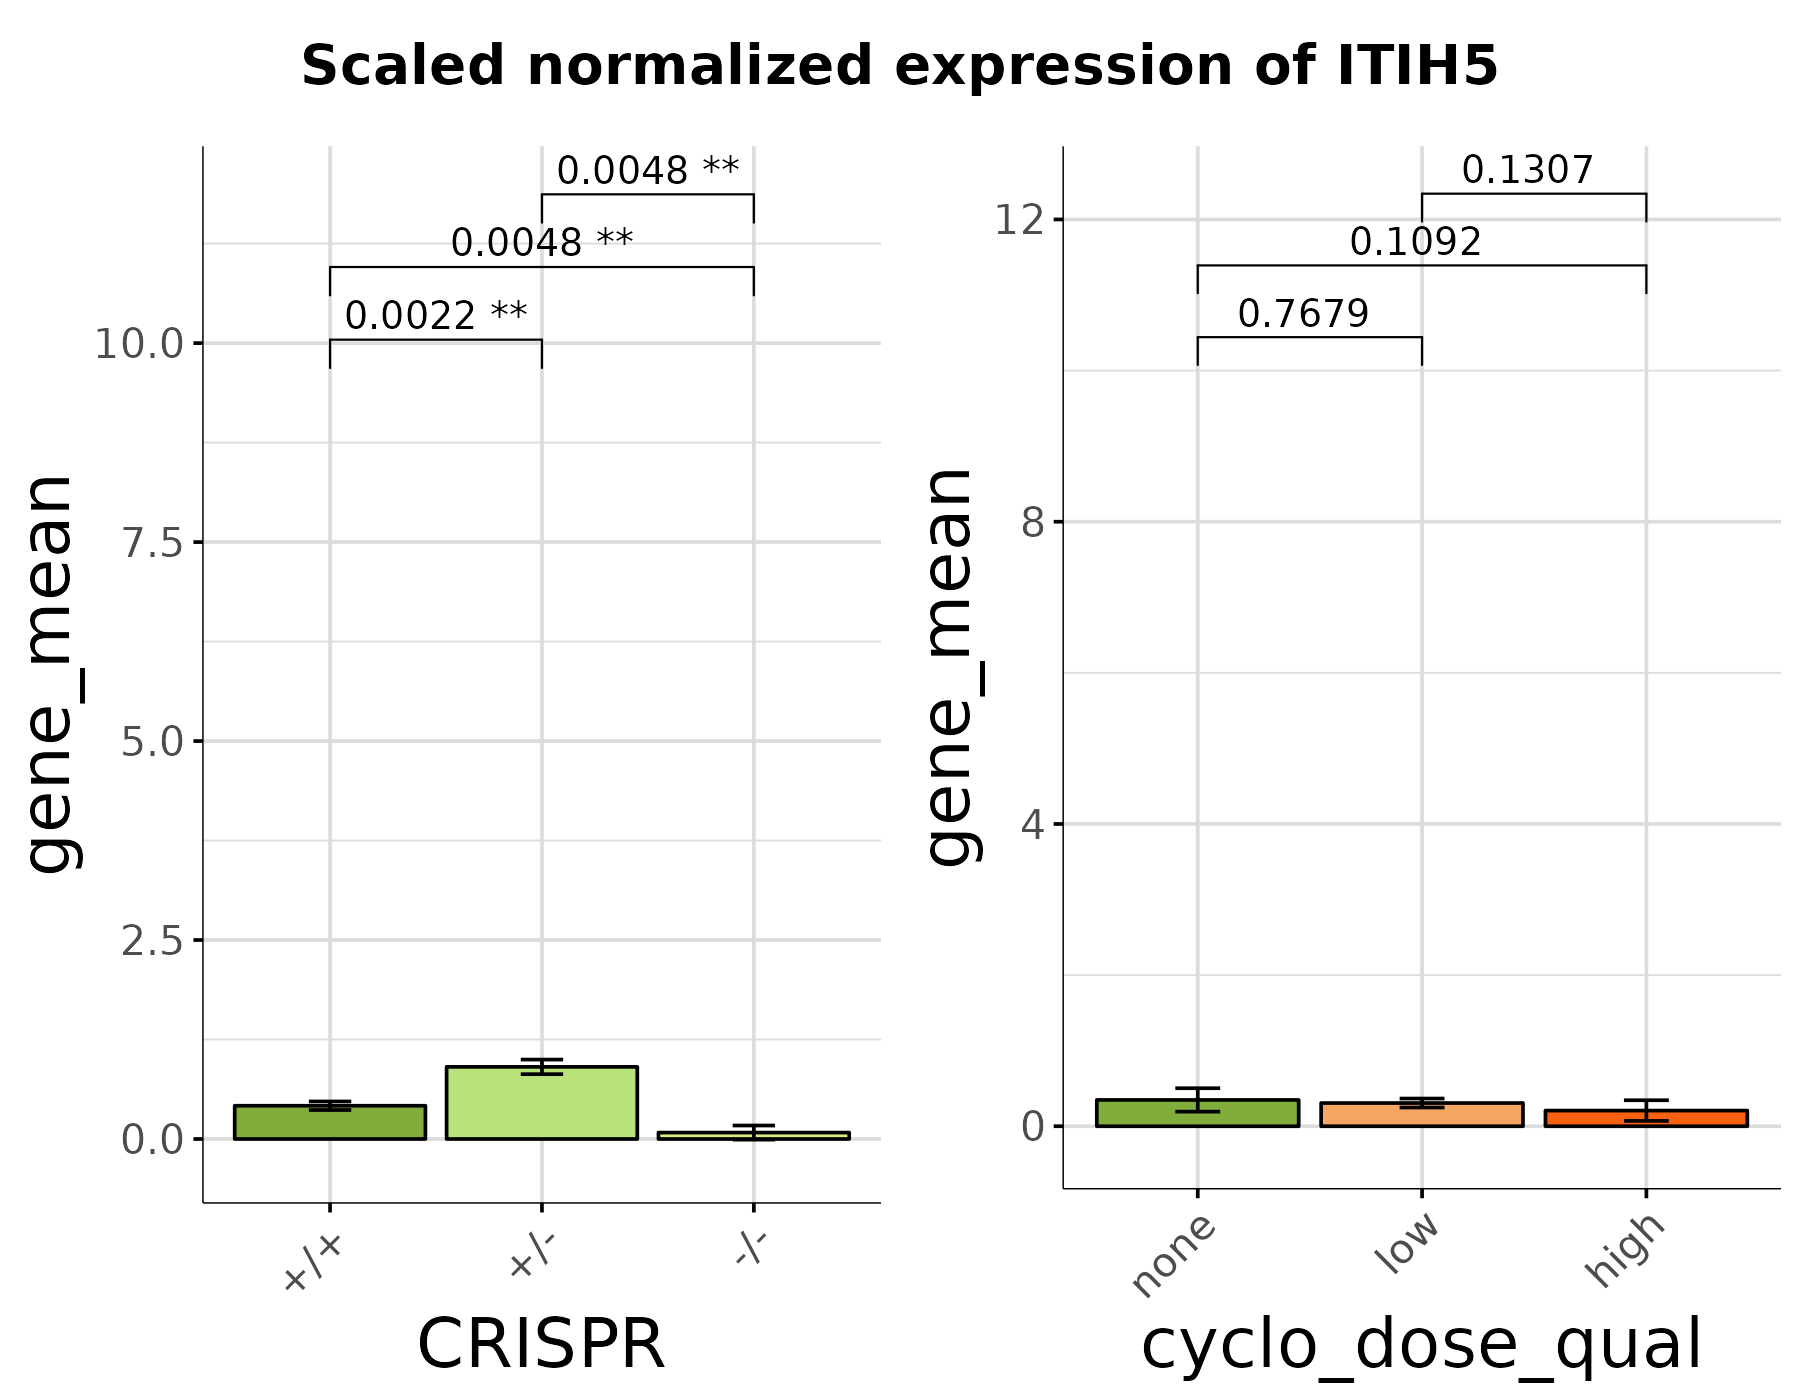 Scaled normalized expression of ITIH5
gene_mean
10.0
7.5
5.0
2.5
0.0
0.0048 **
0.0048 **
0.0022 **
+/+
+/-
-/-
CRISPR
gene_mean
12
8
4
0
0.1307
0.1092
0.7679
none
low
high
cyclo_dose_qual